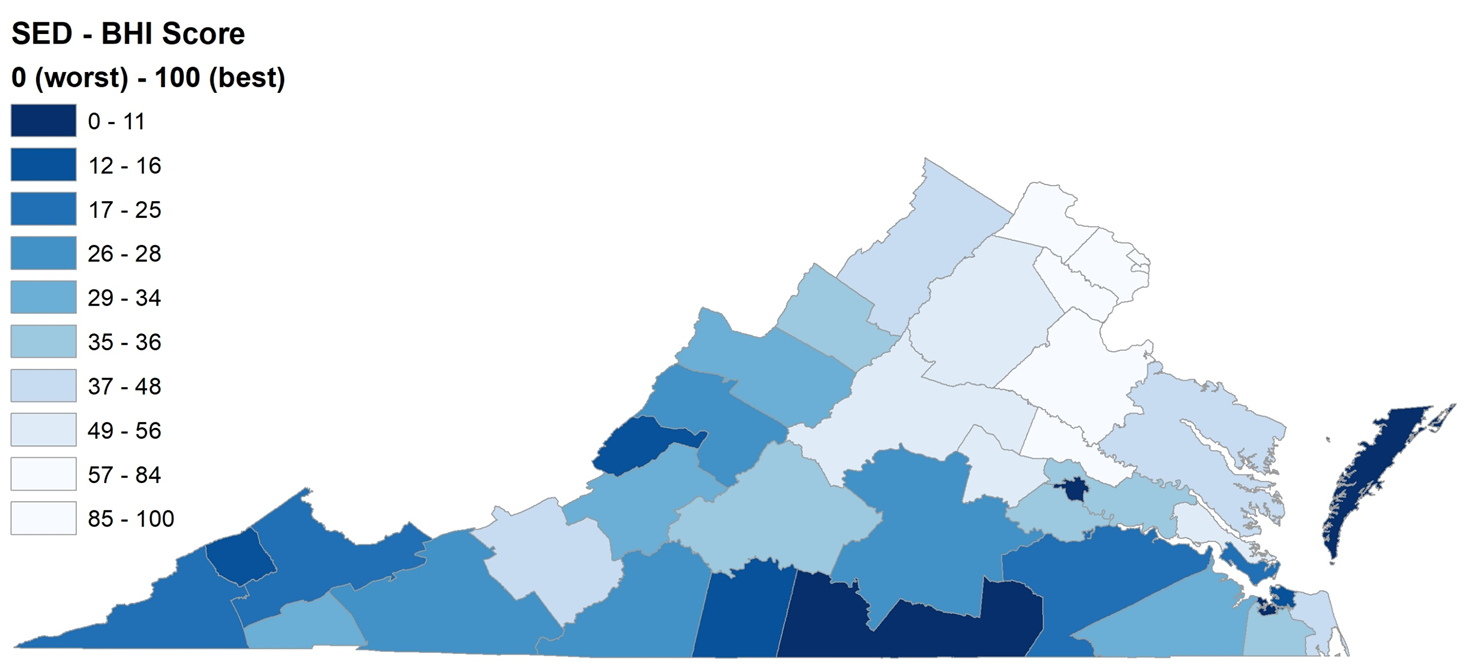 SED - BHI Score
0 (worst) - 100 (best)
0 - 11
12 - 16
17 - 25
26 - 28
29 - 34
35 - 36
37 - 48
49 - 56
57 - 84
85 - 100